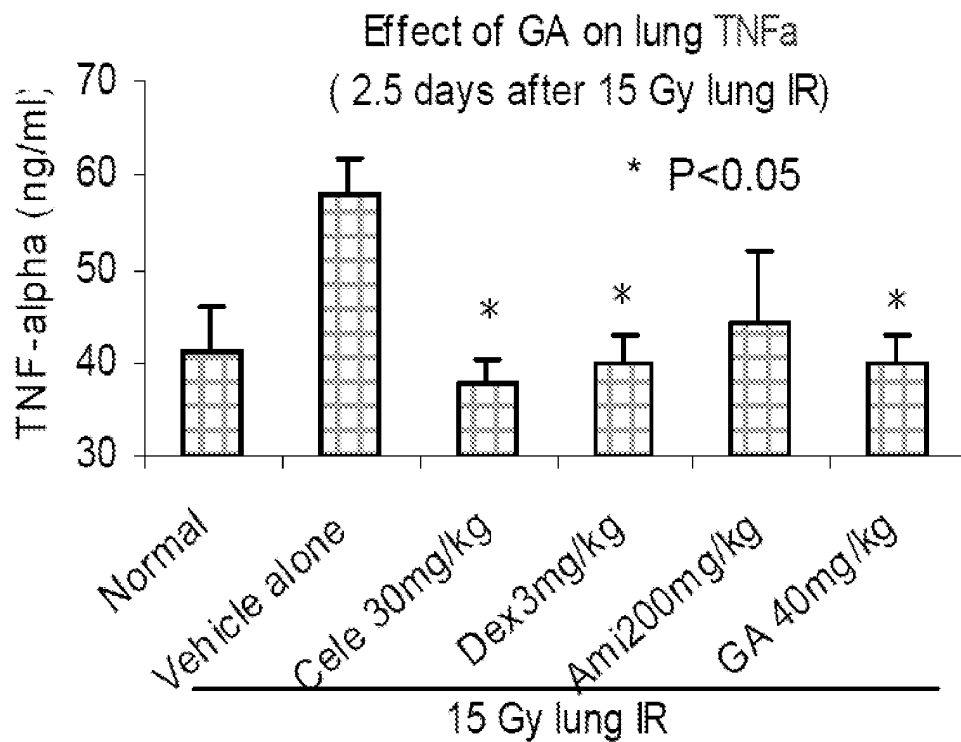 Effect of GA on lung TNFa
( 2.5 days after 15 Gy lung IR)
* P<0.05
TNF-alpha (ng/ml)
70
60
50
40
30
*
*
*
Normal
Vehicle alone
Cele 30mg/kg
Dex3mg/kg
Ami200mg/kg
GA 40mg/kg
15 Gy lung IR